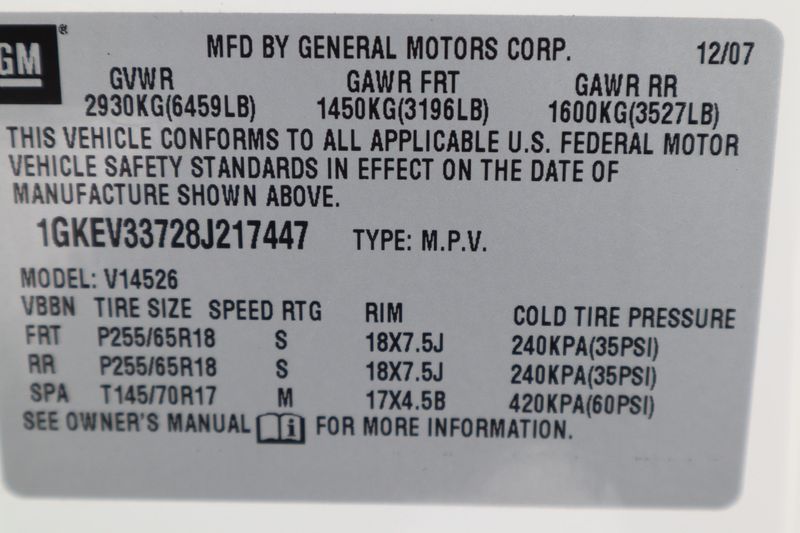 GM ®
MFD BY GENERAL MOTORS CORP. 12/07
GVWR GAWR FRT GAWR RR
2930KG(6459LB) 1450KG(3196LB) 1600KG(3527LB)
THIS VEHICLE CONFORMS TO ALL APPLICABLE U.S. FEDERAL MOTOR
VEHICLE SAFETY STANDARDS IN EFFECT ON THE DATE OF
MANUFACTURE SHOWN ABOVE.
1GKEV33728J217447 TYPE: M.P.V.
MODEL: V14526
VBBN TIRE SIZE SPEED RTG RIM COLD TIRE PRESSURE
FRT P255/65R18 S 18X7.5J 240KPA(35PSI)
RR P255/65R18 S 18X7.5J 240KPA(35PSI)
SPA T145/70R17 M 17X4.5B 420KPA(60PSI)
SEE OWNER'S MANUAL i FOR MORE INFORMATION.